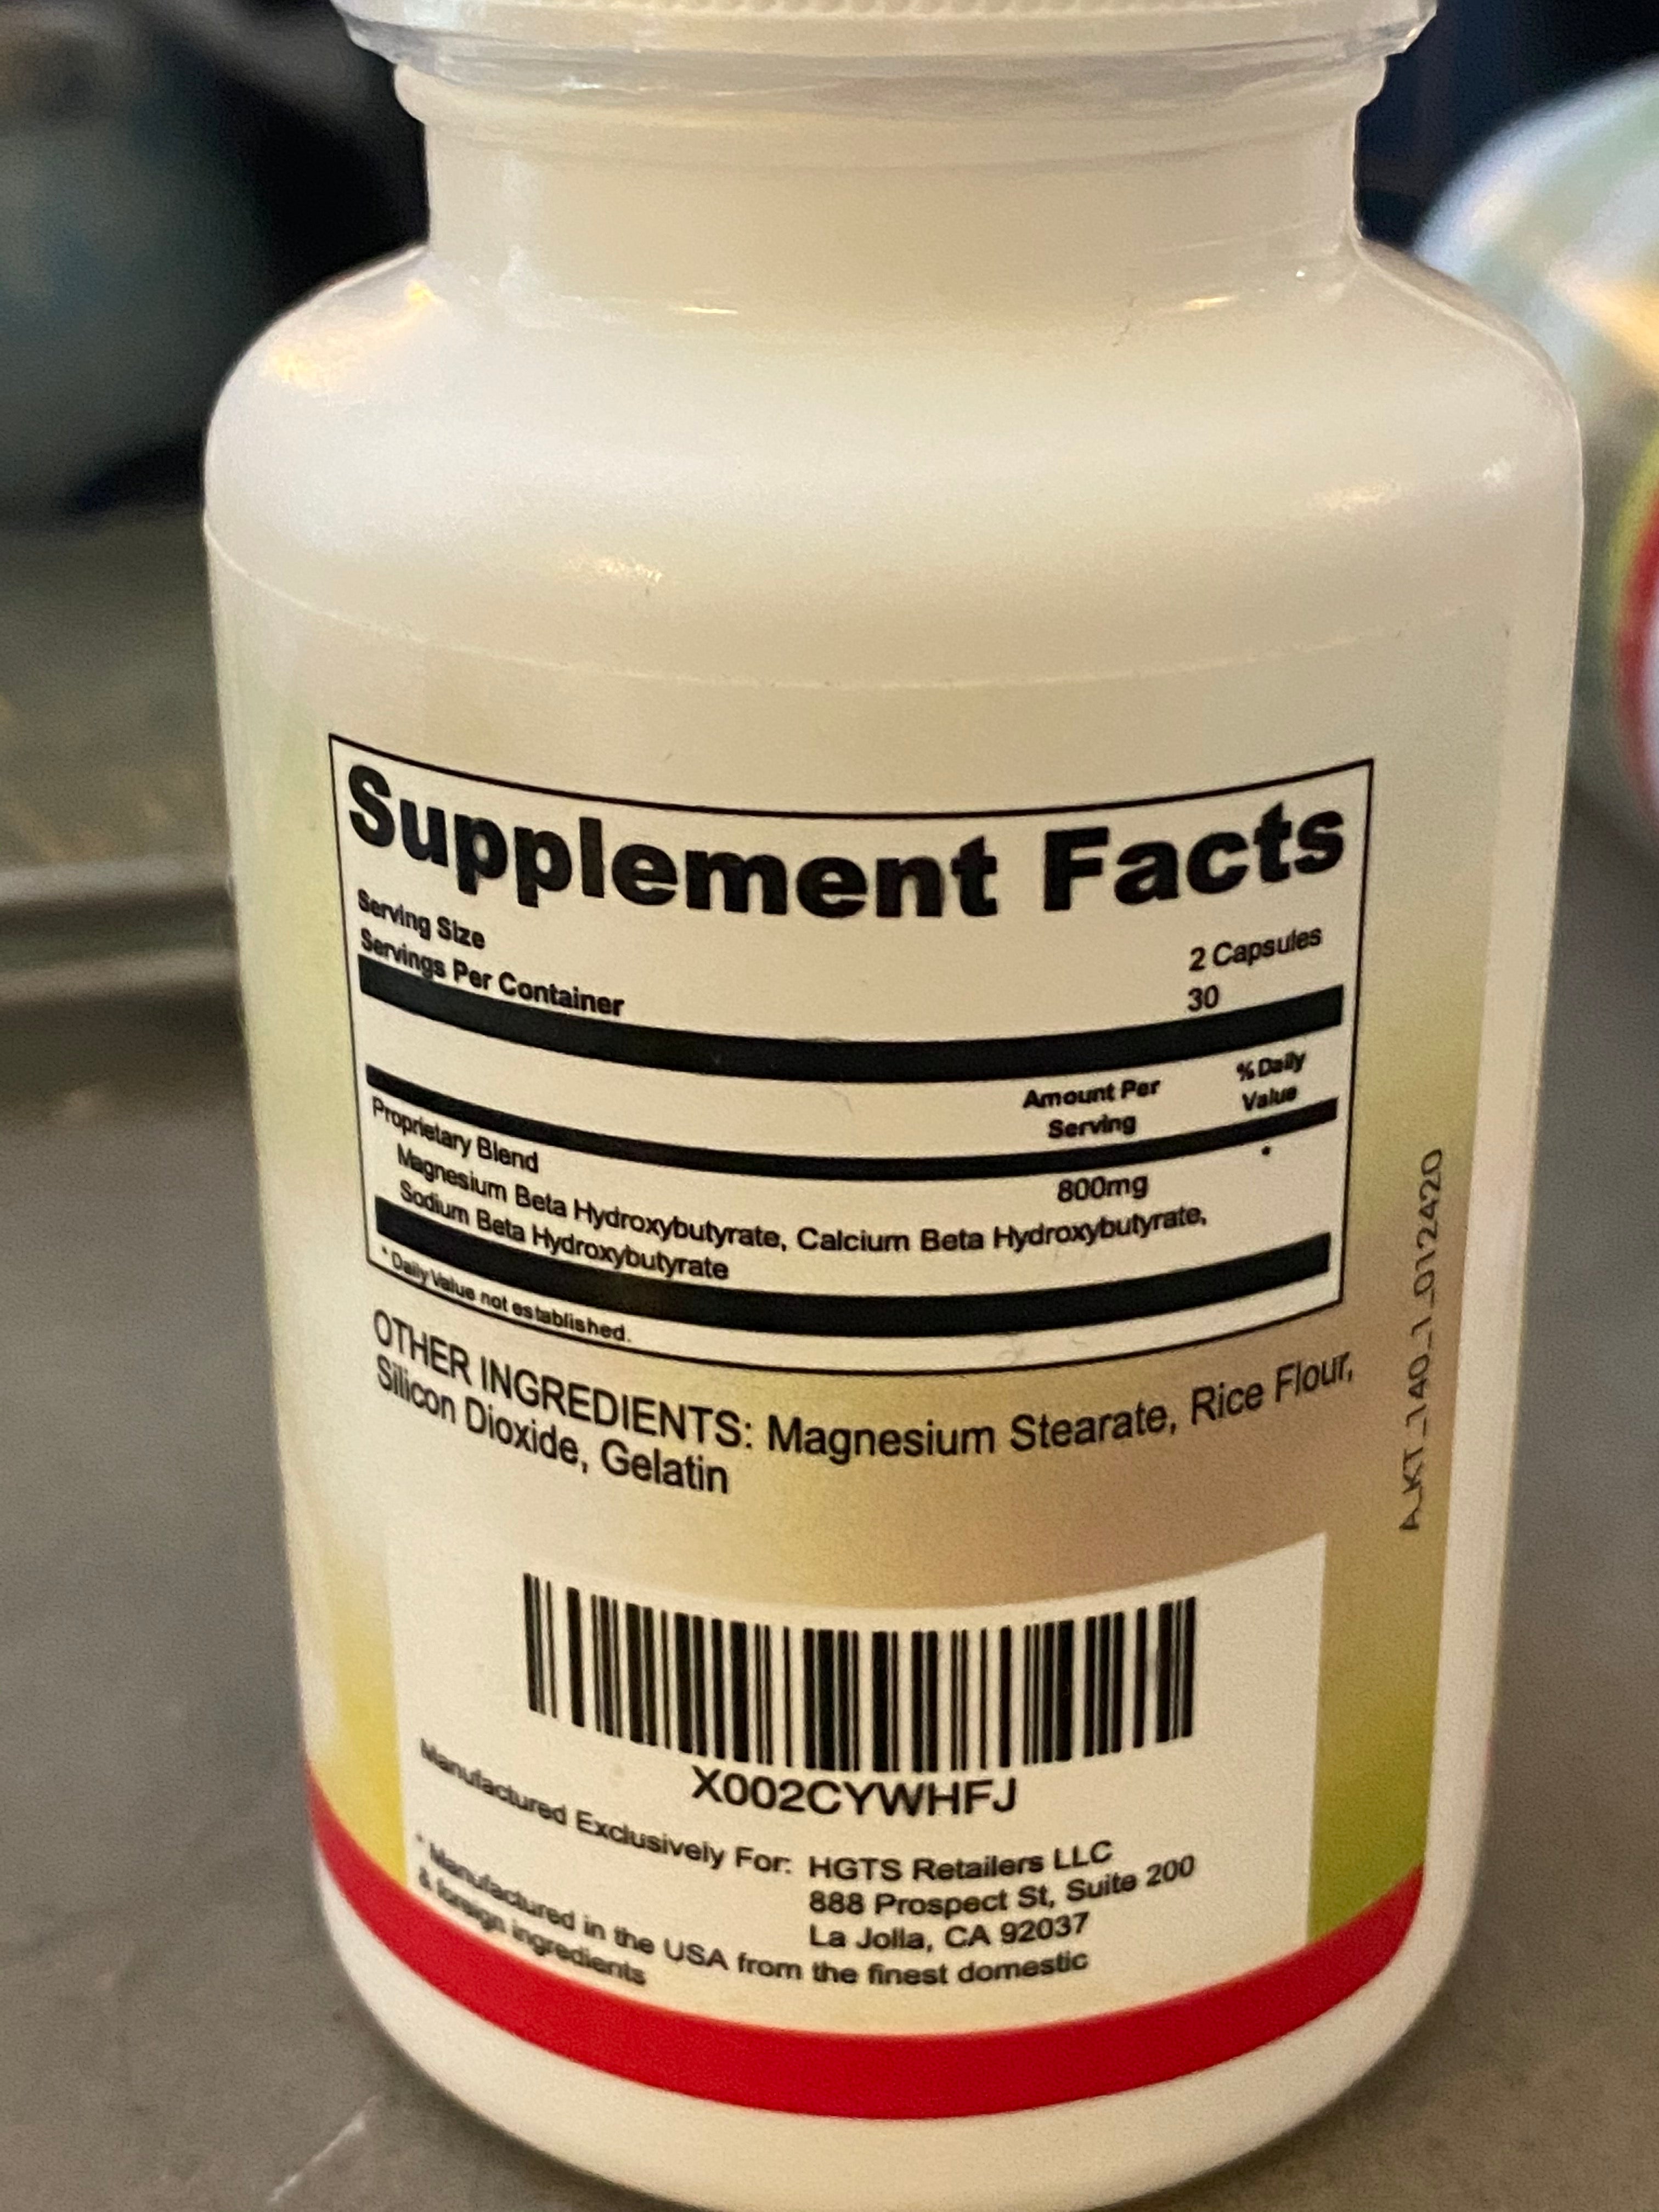 Supplement Facts
Serving Size 2 Capsules
Servings Per Container 30
Amount Per Serving % Daily Value
Proprietary Blend 800mg *
Magnesium Beta Hydroxybutyrate, Calcium Beta Hydroxybutyrate,
Sodium Beta Hydroxybutyrate
* Daily Value not established.
OTHER INGREDIENTS: Magnesium Stearate, Rice Flour,
Silicon Dioxide, Gelatin
A_KT_140_1_012420
X002CYWHFJ
Manufactured Exclusively For: HGTS Retailers LLC
888 Prospect St, Suite 200
La Jolla, CA 92037
* Manufactured in the USA from the finest domestic
& foreign ingredients